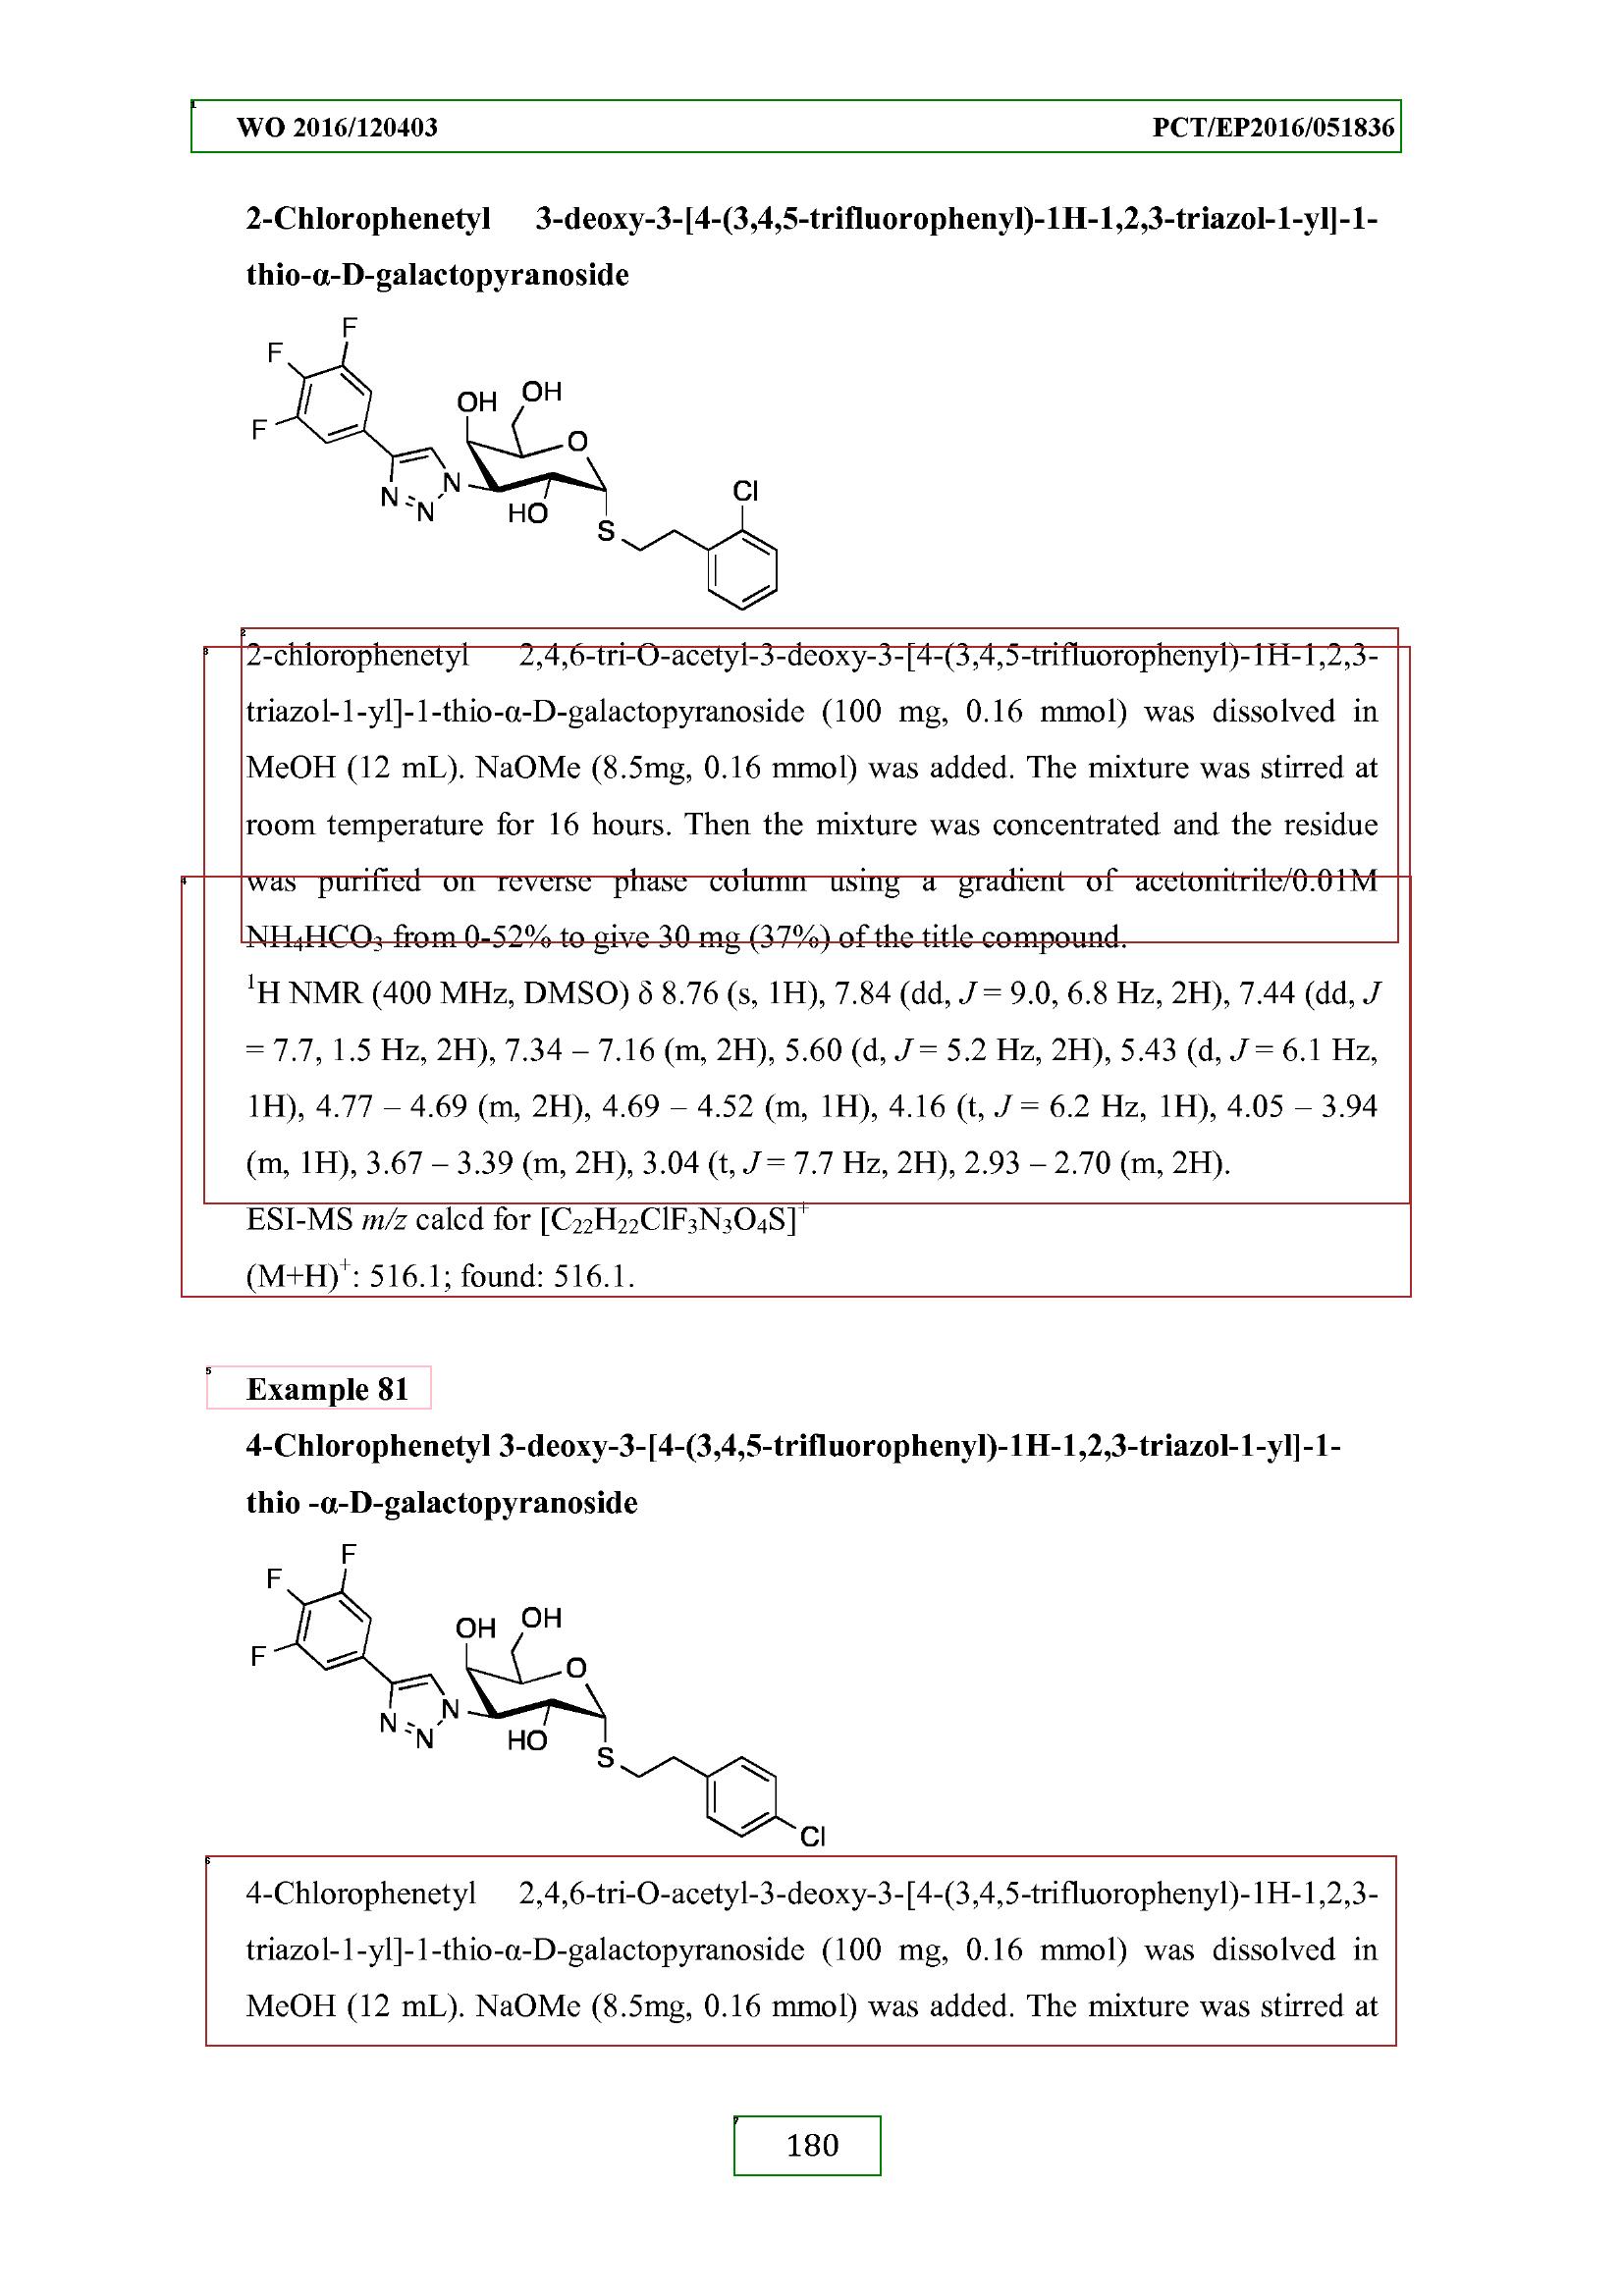 WO 2016/120403 PCT/EP2016/051836
2-Chlorophenetyl 3-deoxy-3-[4-(3,4,5-trifluorophenyl)-1H-1,2,3-triazol-1-yl]-1-
thio-α-D-galactopyranoside
F
F
F
OH
OH
O
N
N
N
HO
S
Cl
2-chlorophenetyl 2,4,6-tri-O-acetyl-3-deoxy-3-[4-(3,4,5-trifluorophenyl)-1H-1,2,3-
triazol-1-yl]-1-thio-α-D-galactopyranoside (100 mg, 0.16 mmol) was dissolved in
MeOH (12 mL). NaOMe (8.5mg, 0.16 mmol) was added. The mixture was stirred at
room temperature for 16 hours. Then the mixture was concentrated and the residue
was purified on reverse phase column using a gradient of acetonitrile/0.01M
NH₄HCO₃ from 0-52% to give 30 mg (37%) of the title compound.
¹H NMR (400 MHz, DMSO) δ 8.76 (s, 1H), 7.84 (dd, J = 9.0, 6.8 Hz, 2H), 7.44 (dd, J
= 7.7, 1.5 Hz, 2H), 7.34 – 7.16 (m, 2H), 5.60 (d, J = 5.2 Hz, 2H), 5.43 (d, J = 6.1 Hz,
1H), 4.77 – 4.69 (m, 2H), 4.69 – 4.52 (m, 1H), 4.16 (t, J = 6.2 Hz, 1H), 4.05 – 3.94
(m, 1H), 3.67 – 3.39 (m, 2H), 3.04 (t, J = 7.7 Hz, 2H), 2.93 – 2.70 (m, 2H).
ESI-MS m/z calcd for [C₂₂H₂₂ClF₃N₃O₄S]⁺
(M+H)⁺: 516.1; found: 516.1.
Example 81
4-Chlorophenetyl 3-deoxy-3-[4-(3,4,5-trifluorophenyl)-1H-1,2,3-triazol-1-yl]-1-
thio -α-D-galactopyranoside
F
F
F
OH
OH
O
N
N
N
HO
S
Cl
4-Chlorophenetyl 2,4,6-tri-O-acetyl-3-deoxy-3-[4-(3,4,5-trifluorophenyl)-1H-1,2,3-
triazol-1-yl]-1-thio-α-D-galactopyranoside (100 mg, 0.16 mmol) was dissolved in
MeOH (12 mL). NaOMe (8.5mg, 0.16 mmol) was added. The mixture was stirred at
180